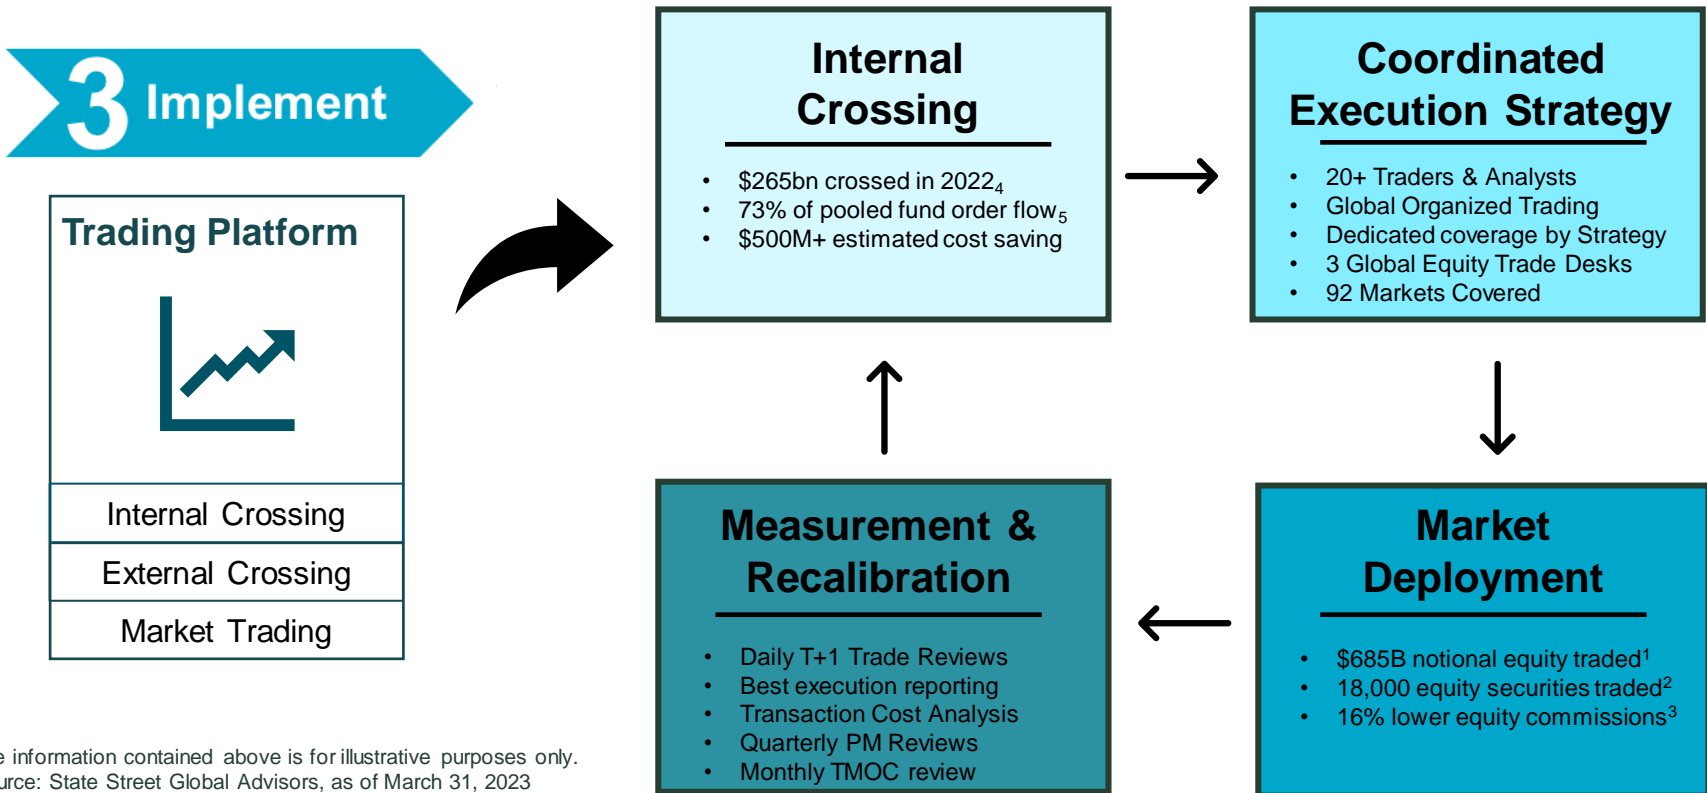 3 Implement
Trading Platform
Internal Crossing
External Crossing
Market Trading
Internal
Crossing
• $265bn crossed in 2022₄
• 73% of pooled fund order flow₅
• $500M+ estimated cost saving
Coordinated
Execution Strategy
• 20+ Traders & Analysts
• Global Organized Trading
• Dedicated coverage by Strategy
• 3 Global Equity Trade Desks
• 92 Markets Covered
Measurement &
Recalibration
• Daily T+1 Trade Reviews
• Best execution reporting
• Transaction Cost Analysis
• Quarterly PM Reviews
• Monthly TMOC review
Market
Deployment
• $685B notional equity traded¹
• 18,000 equity securities traded²
• 16% lower equity commissions³
e information contained above is for illustrative purposes only.
urce: State Street Global Advisors, as of March 31, 2023